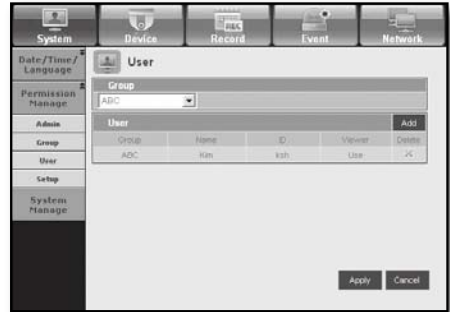 System Device Record Event Network
REC
Date/Time/
Language
User
Permission
Manage
Group
ABC
Admin
User Add
Group
Group Name ID Viewer Delete
User
ABC Kim ksh Use X
Setup
System
Manage
Apply Cancel